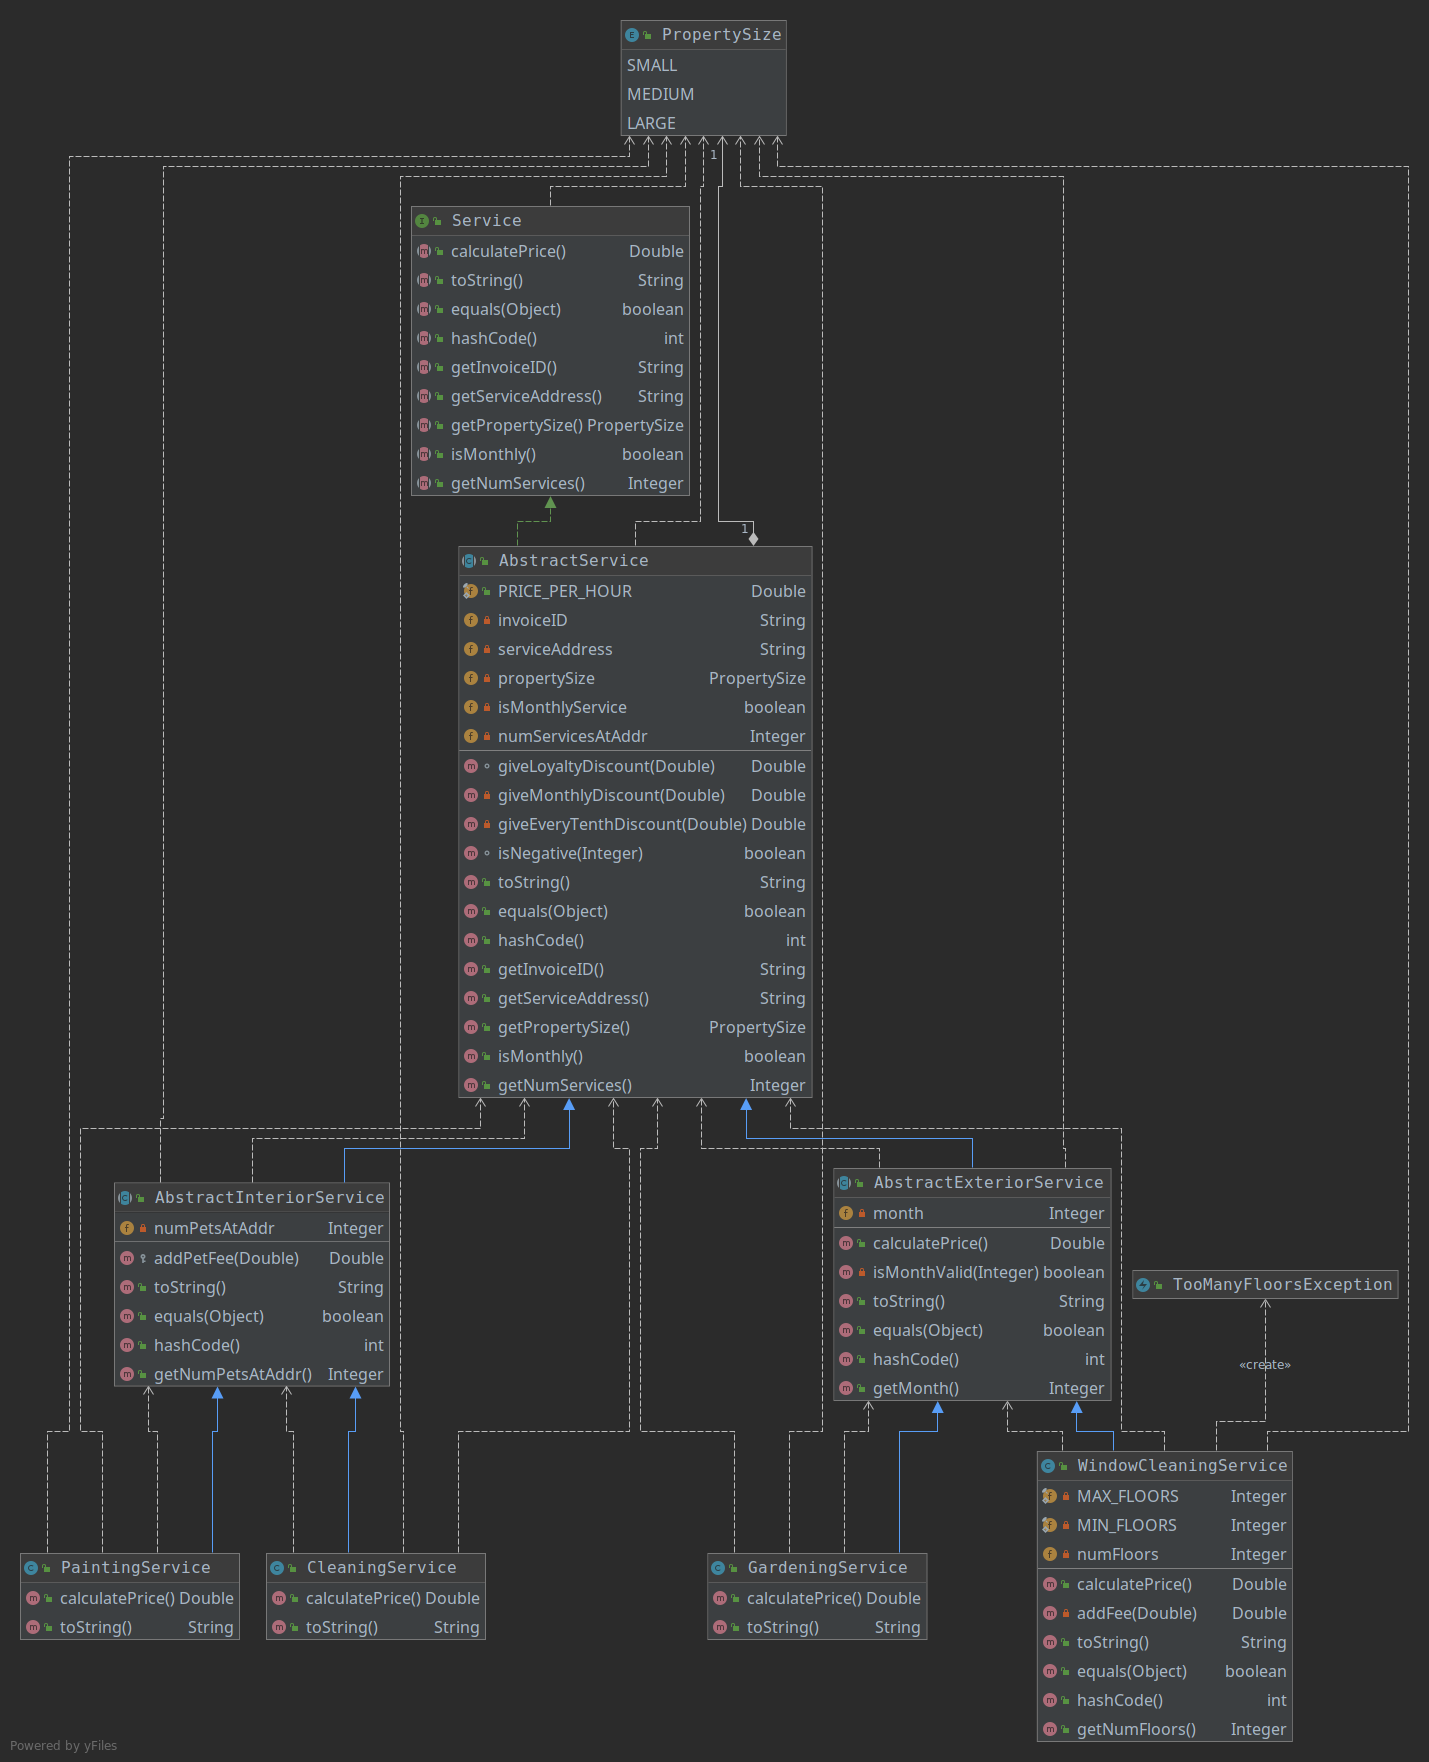 PropertySize
SMALL
MEDIUM
LARGE
1
Service
calculatePrice() Double
toString() String
equals(Object) boolean
hashCode() int
getInvoiceID() String
getServiceAddress() String
getPropertySize() PropertySize
isMonthly() boolean
getNumServices() Integer
1
AbstractService
PRICE_PER_HOUR Double
invoiceID String
serviceAddress String
propertySize PropertySize
isMonthlyService boolean
numServicesAtAddr Integer
giveLoyaltyDiscount(Double) Double
giveMonthlyDiscount(Double) Double
giveEveryTenthDiscount(Double) Double
isNegative(Integer) boolean
toString() String
equals(Object) boolean
hashCode() int
getInvoiceID() String
getServiceAddress() String
getPropertySize() PropertySize
isMonthly() boolean
getNumServices() Integer
AbstractInteriorService
numPetsAtAddr Integer
addPetFee(Double) Double
toString() String
equals(Object) boolean
hashCode() int
getNumPetsAtAddr() Integer
AbstractExteriorService
month Integer
calculatePrice() Double
isMonthValid(Integer) boolean
toString() String
equals(Object) boolean
hashCode() int
getMonth() Integer
TooManyFloorsException
«create»
PaintingService
calculatePrice() Double
toString() String
CleaningService
calculatePrice() Double
toString() String
GardeningService
calculatePrice() Double
toString() String
WindowCleaningService
MAX_FLOORS Integer
MIN_FLOORS Integer
numFloors Integer
calculatePrice() Double
addFee(Double) Double
toString() String
equals(Object) boolean
hashCode() int
getNumFloors() Integer
Powered by yFiles